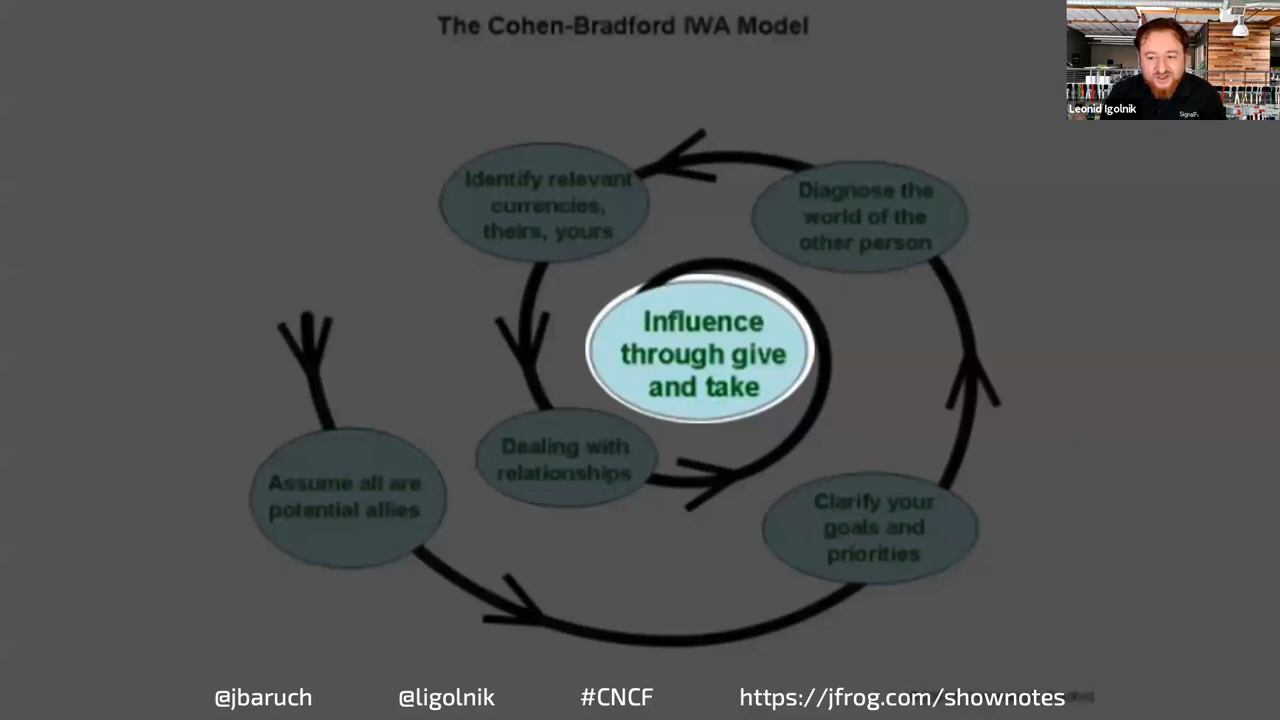 The Cohen-Bradford IWA Model
Leonid Igolnik
Identify relevant
currencies,
theirs, yours
Diagnose the
world of the
other person
Influence
through give
and take
Dealing with
relationships
Assume all are
potential allies
Clarify your
goals and
priorities
@jbaruch
@ligolnik
#CNCF
https://jfrog.com/shownotes